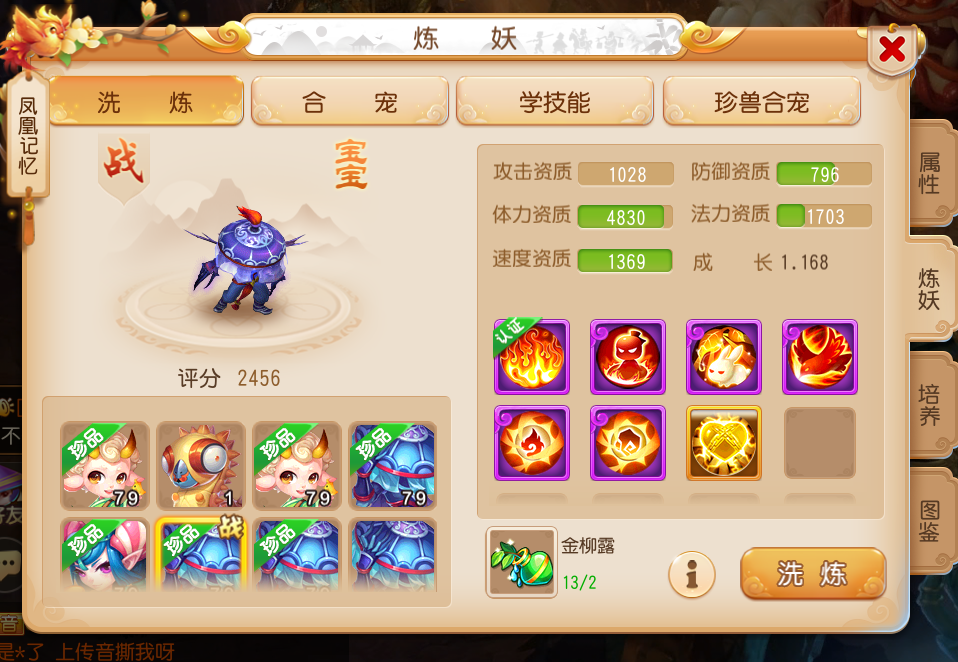 炼 妖
凤凰记忆
洗 炼
合 宠
学技能
珍兽合宠
战
宝宝
攻击资质 1028
防御资质 796
体力资质 4830
法力资质 1703
速度资质 1369
成 长 1.168
认证
评分 2456
珍品 79
1
珍品 79
珍品 79
珍品
珍品 战
珍品
金柳露
13/2
洗 炼
属性
炼妖
培养
图鉴
不
好友
音
是*了 上传音撕我呀